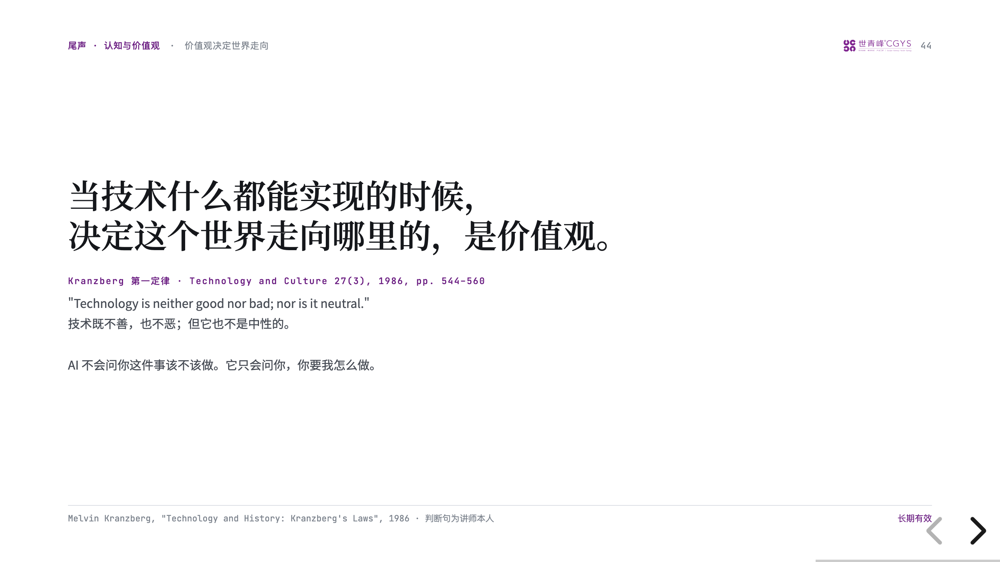 尾声 · 认知与价值观 · 价值观决定世界走向
世青峰®CGYS 44
当技术什么都能实现的时候，
决定这个世界走向哪里的，是价值观。
Kranzberg 第一定律 · Technology and Culture 27(3), 1986, pp. 544–560
"Technology is neither good nor bad; nor is it neutral."
技术既不善，也不恶；但它也不是中性的。
AI 不会问你这件事该不该做。它只会问你，你要我怎么做。
Melvin Kranzberg, "Technology and History: Kranzberg's Laws", 1986 · 判断句为讲师本人
长期有效